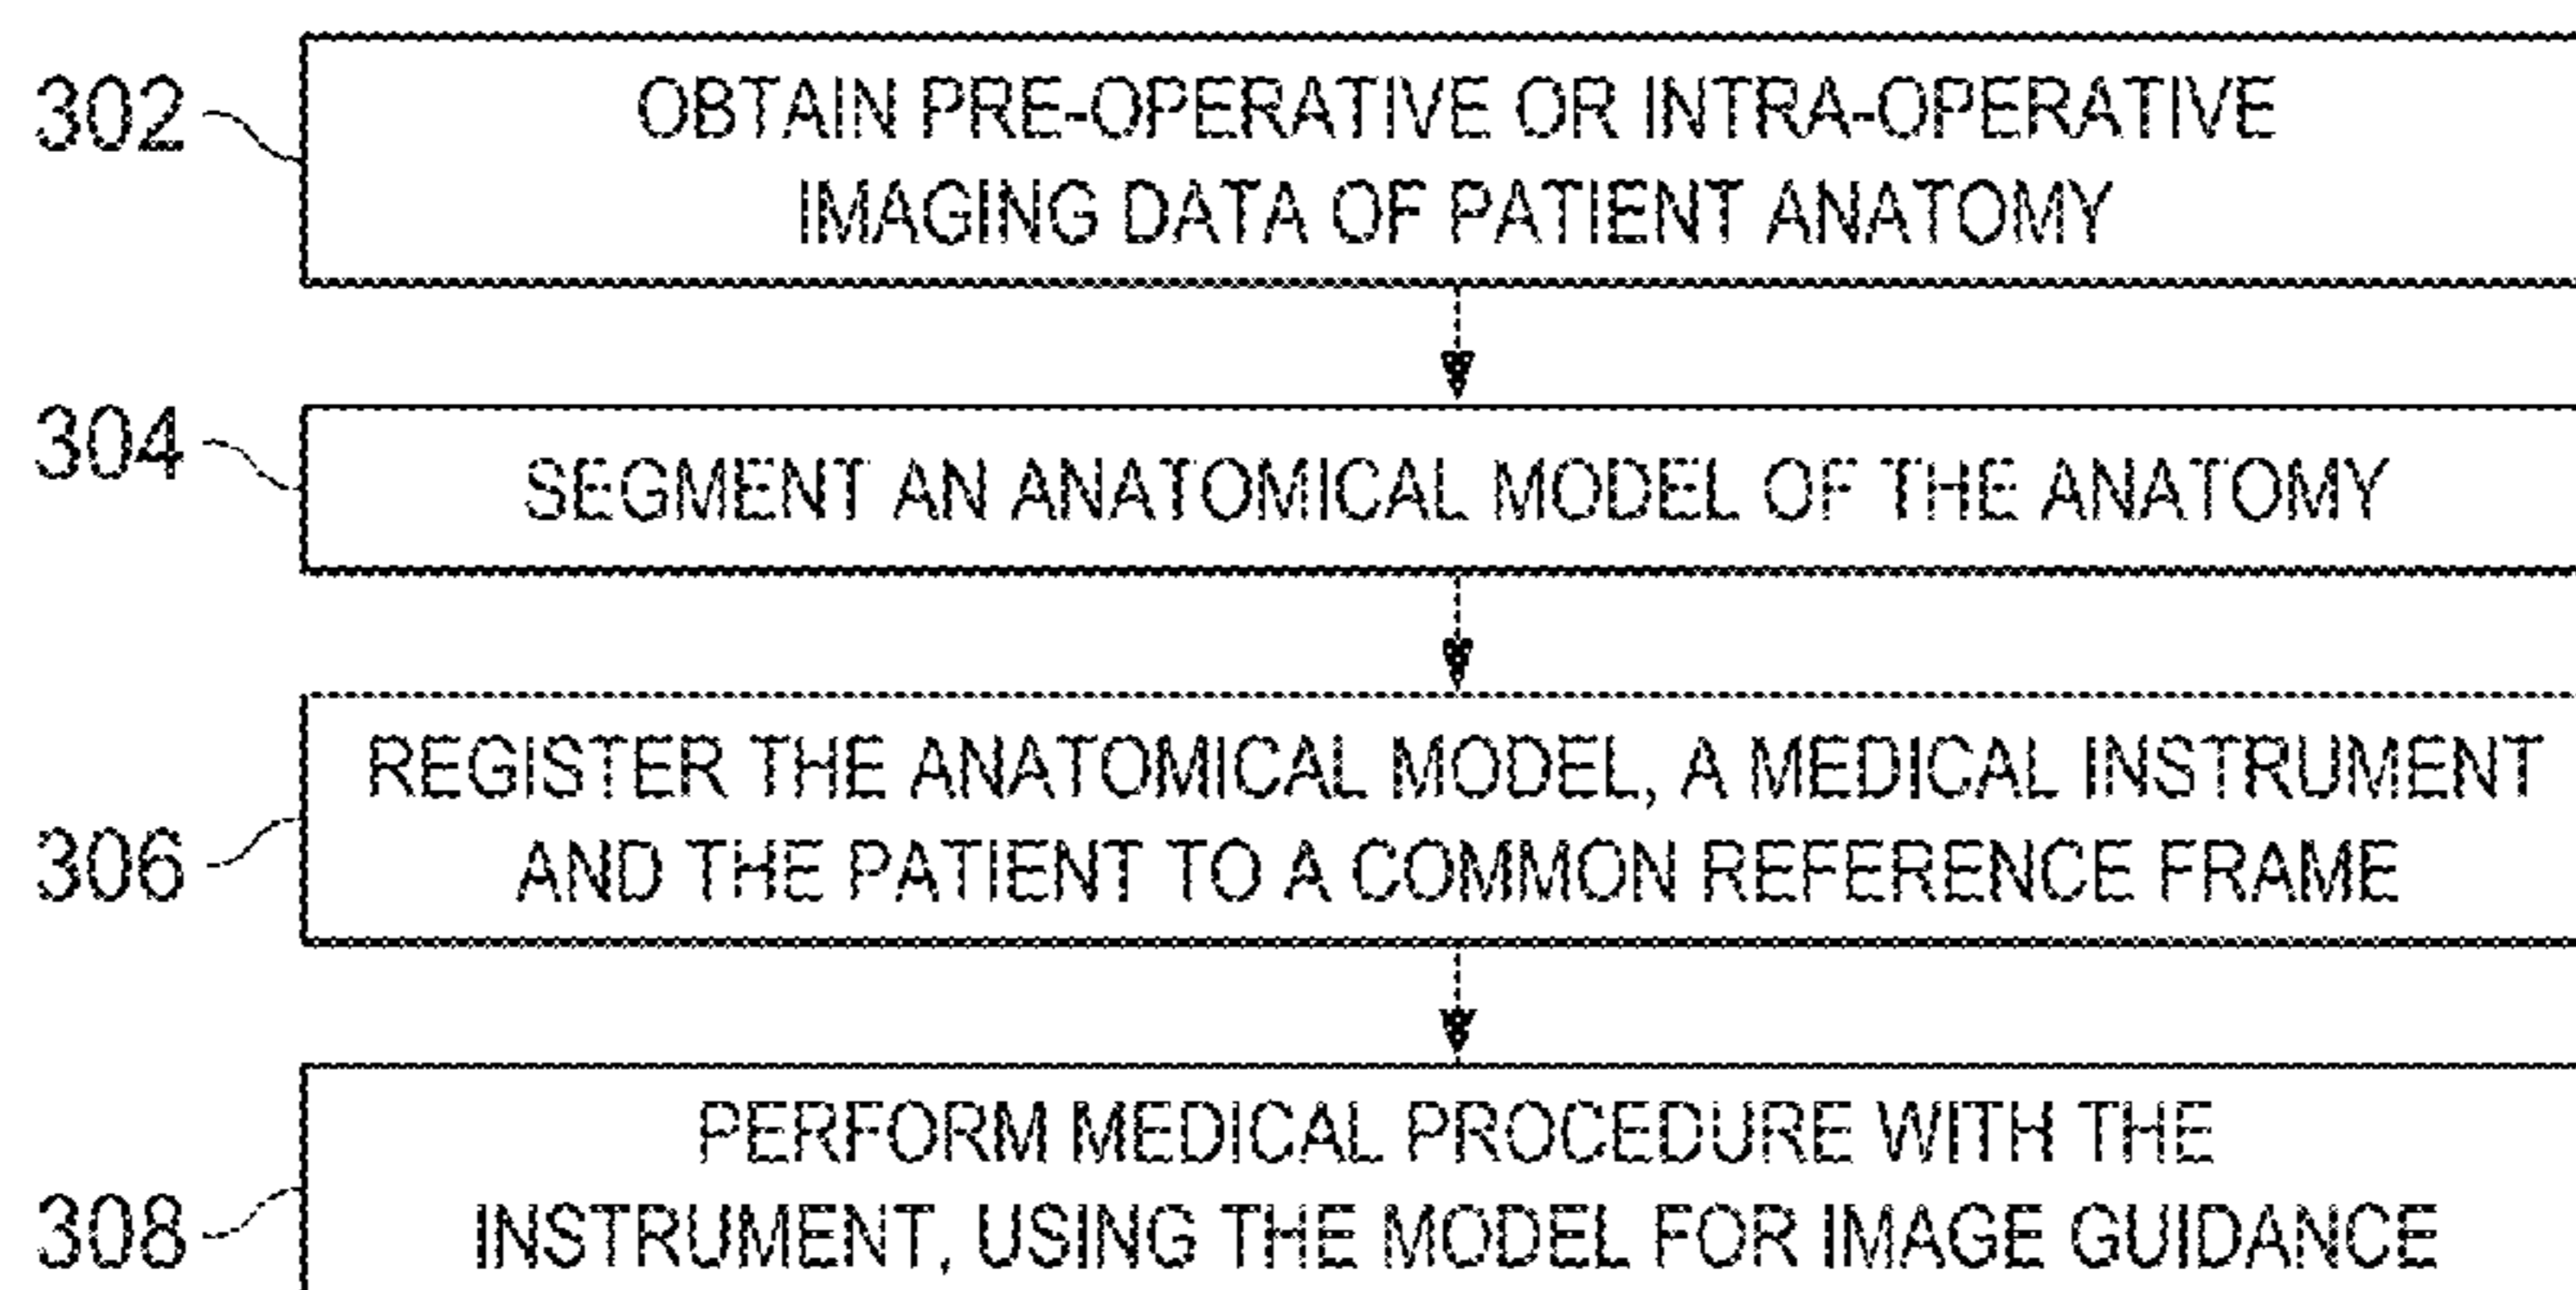 302
OBTAIN PRE-OPERATIVE OR INTRA-OPERATIVE
IMAGING DATA OF PATIENT ANATOMY
304
SEGMENT AN ANATOMICAL MODEL OF THE ANATOMY
306
REGISTER THE ANATOMICAL MODEL, A MEDICAL INSTRUMENT
AND THE PATIENT TO A COMMON REFERENCE FRAME
308
PERFORM MEDICAL PROCEDURE WITH THE
INSTRUMENT, USING THE MODEL FOR IMAGE GUIDANCE